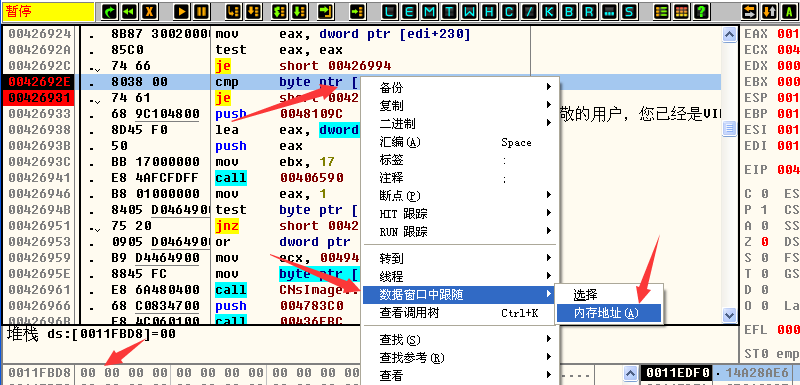 暂停 L E M T W H C / K B R ... S ?
00426924 . 8B87 30020000 mov eax, dword ptr [edi+230]
0042692A . 85C0 test eax, eax
0042692C .⌄ 74 66 je short 00426994
0042692E . 8038 00 cmp byte ptr [
00426931 .⌄ 74 61 je short 0042
00426933 . 68 9C104800 push 0048109C 敬的用户，您已经是VI
00426938 . 8D45 F0 lea eax, dword
0042693B . 50 push eax
0042693C . BB 17000000 mov ebx, 17
00426941 . E8 4AFCFDFF call 00406590
00426946 . B8 01000000 mov eax, 1
0042694B . 8405 D0464900 test byte ptr [
00426951 .⌄ 75 20 jnz short 0042
00426953 . 0905 D0464900 or dword ptr
00426959 . B9 D4464900 mov ecx, 00494
0042695E . 8845 FC mov byte ptr [
00426961 . E8 6A480400 call CNsImage
00426966 . 68 C0834700 push 004783C0
0042696B . E8 4C060100 call 00436FBC
堆栈 ds:[0011FBD8]=00
0011FBD8 00 00 00 00 00 00 00 00 00 00 00 00
备份
复制
二进制
汇编(A) Space
标签 :
注释 ;
断点(P)
HIT 跟踪
RUN 跟踪
转到
线程
数据窗口中跟随
查看调用树 Ctrl+K
查找(S)
查找参考(R)
查看
选择
内存地址(A)
EAX 001
ECX 001
EDX 001
EBX 001
ESP 001
EBP 001
ESI 001
EDI 001
EIP 004
C 0 ES
P 1 CS
A 0 SS
Z 0 DS
S 0 FS
T 0 GS
D 0
O 0 La
EFL 000
ST0 emp
0011EDF0 · 14A28AE6